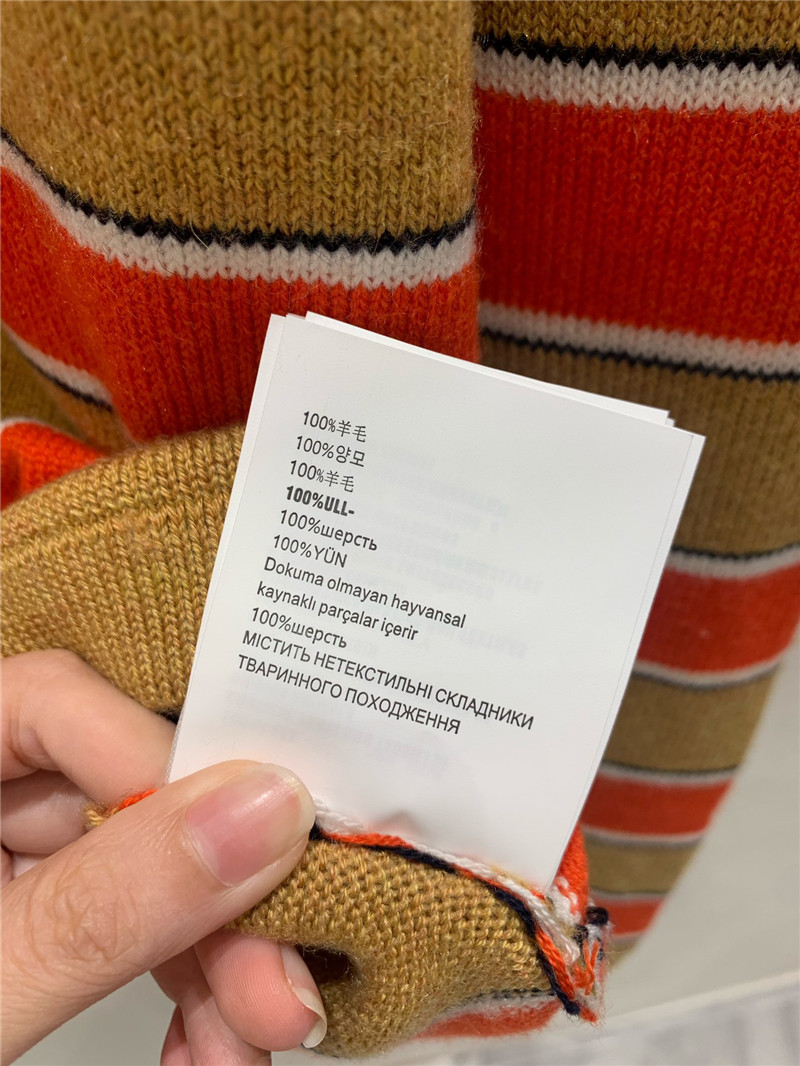 100%羊毛
100%양모
100%羊毛
100%ULL-
100%шерсть
100%YÜN
Dokuma olmayan hayvansal
kaynaklı parçalar içerir
100%шерсть
МІСТИТЬ НЕТЕКСТИЛЬНІ СКЛАДНИКИ
ТВАРИННОГО ПОХОДЖЕННЯ